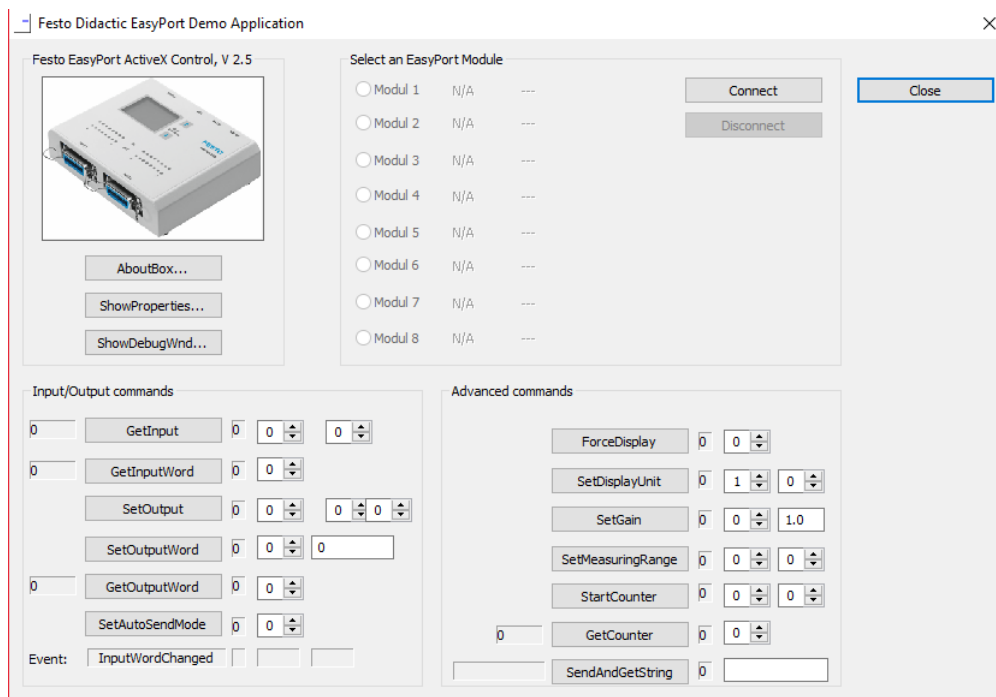 Festo Didactic EasyPort Demo Application
Festo EasyPort ActiveX Control, V 2.5
FESTO
AboutBox...
ShowProperties...
ShowDebugWnd...
Select an EasyPort Module
Modul 1 N/A ---
Modul 2 N/A ---
Modul 3 N/A ---
Modul 4 N/A ---
Modul 5 N/A ---
Modul 6 N/A ---
Modul 7 N/A ---
Modul 8 N/A ---
Connect
Disconnect
Close
Input/Output commands
0 GetInput 0 0 0
0 GetInputWord 0 0
SetOutput 0 0 0 0
SetOutputWord 0 0 0
0 GetOutputWord 0 0
SetAutoSendMode 0 0
Event: InputWordChanged
Advanced commands
ForceDisplay 0 0
SetDisplayUnit 0 1 0
SetGain 0 0 1.0
SetMeasuringRange 0 0 0
StartCounter 0 0 0
0 GetCounter 0 0
SendAndGetString 0